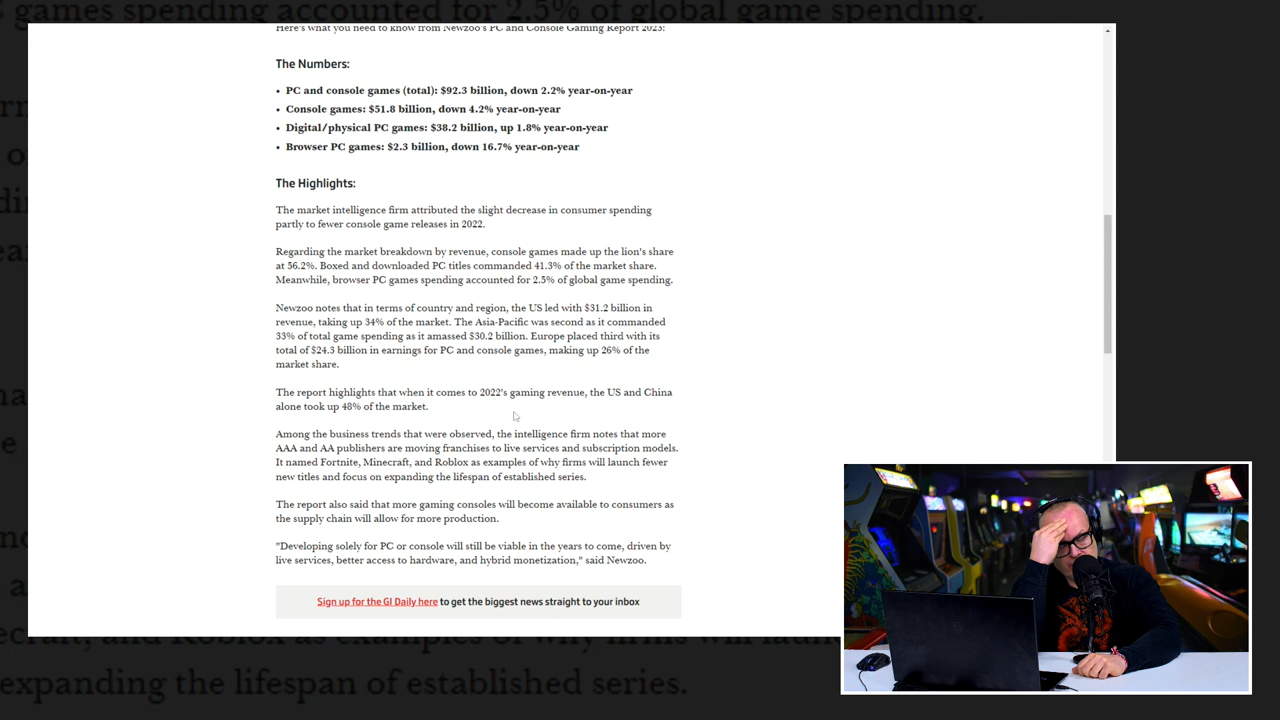 games spending accounted for 2.5% of global game spending.
Here's what you need to know from Newzoo's PC and Console Gaming Report 2023:
The Numbers:
• PC and console games (total): $92.3 billion, down 2.2% year-on-year
• Console games: $51.8 billion, down 4.2% year-on-year
• Digital/physical PC games: $38.2 billion, up 1.8% year-on-year
• Browser PC games: $2.3 billion, down 16.7% year-on-year
The Highlights:
The market intelligence firm attributed the slight decrease in consumer spending
partly to fewer console game releases in 2022.
Regarding the market breakdown by revenue, console games made up the lion's share
at 56.2%. Boxed and downloaded PC titles commanded 41.3% of the market share.
Meanwhile, browser PC games spending accounted for 2.5% of global game spending.
Newzoo notes that in terms of country and region, the US led with $31.2 billion in
revenue, taking up 34% of the market. The Asia-Pacific was second as it commanded
33% of total game spending as it amassed $30.2 billion. Europe placed third with its
total of $24.3 billion in earnings for PC and console games, making up 26% of the
market share.
The report highlights that when it comes to 2022's gaming revenue, the US and China
alone took up 48% of the market.
Among the business trends that were observed, the intelligence firm notes that more
AAA and AA publishers are moving franchises to live services and subscription models.
It named Fortnite, Minecraft, and Roblox as examples of why firms will launch fewer
new titles and focus on expanding the lifespan of established series.
The report also said that more gaming consoles will become available to consumers as
the supply chain will allow for more production.
"Developing solely for PC or console will still be viable in the years to come, driven by
live services, better access to hardware, and hybrid monetization," said Newzoo.
Sign up for the GI Daily here to get the biggest news straight to your inbox
expanding the lifespan of established series.